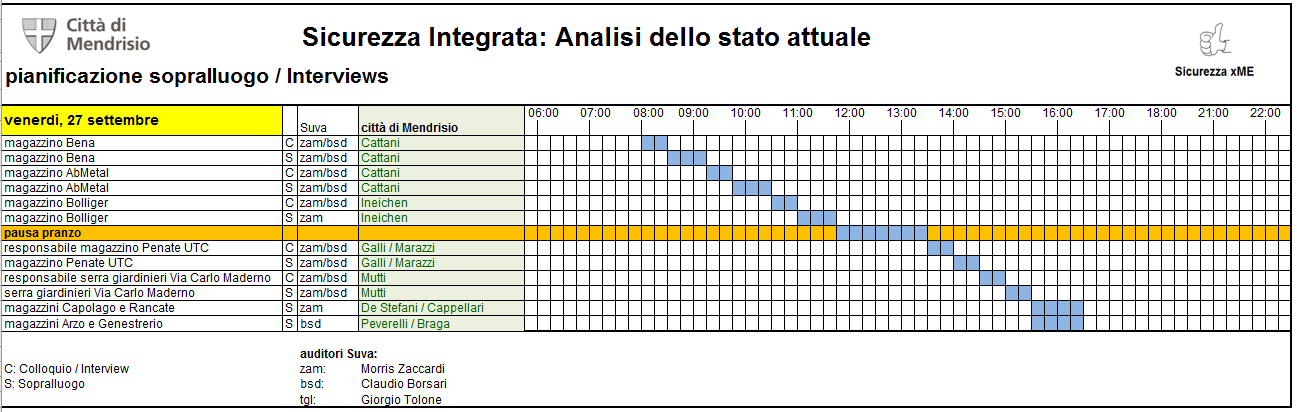 Città di
Mendrisio
Sicurezza Integrata: Analisi dello stato attuale
Sicurezza xME
pianificazione sopralluogo / Interviews
venerdì, 27 settembre Suva città di Mendrisio 06:00 07:00 08:00 09:00 10:00 11:00 12:00 13:00 14:00 15:00 16:00 17:00 18:00 19:00 20:00 21:00 22:00
magazzino Bena C zam/bsd Cattani
magazzino Bena S zam/bsd Cattani
magazzino AbMetal C zam/bsd Cattani
magazzino AbMetal S zam/bsd Cattani
magazzino Bolliger C zam/bsd Ineichen
magazzino Bolliger S zam Ineichen
pausa pranzo
responsabile magazzino Penate UTC C zam/bsd Galli / Marazzi
magazzino Penate UTC S zam/bsd Galli / Marazzi
responsabile serra giardinieri Via Carlo Maderno C zam/bsd Mutti
serra giardinieri Via Carlo Maderno S zam/bsd Mutti
magazzini Capolago e Rancate S zam De Stefani / Cappellari
magazzini Arzo e Genestrerio S bsd Peverelli / Braga
auditori Suva:
C: Colloquio / Interview zam: Morris Zaccardi
S: Sopralluogo bsd: Claudio Borsari
tgl: Giorgio Tolone